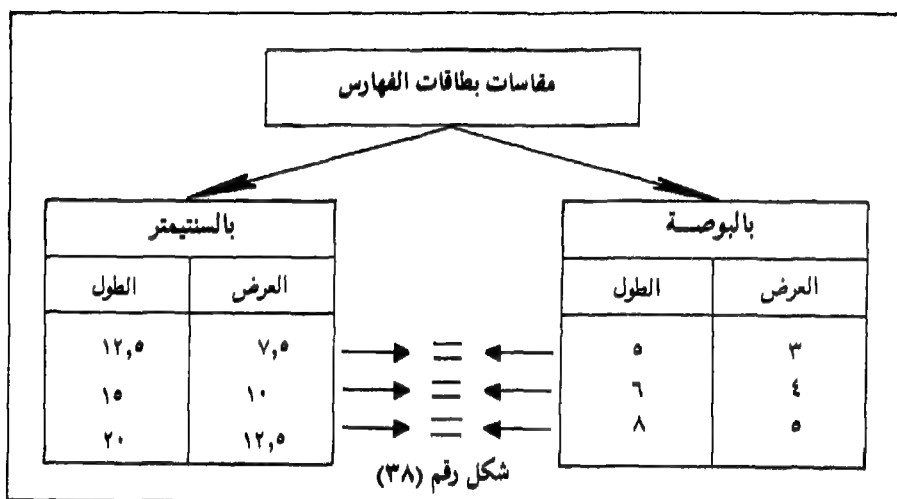 مقاسات بطاقات الفهارس
بالبوصـــة
العرض الطول
٣ ٥
٤ ٦
٥ ٨
بالسنتيمتر
العرض الطول
٧,٥ ١٢,٥
١٠ ١٥
١٢,٥ ٢٠
= 
=
=
شكل رقم (٣٨)